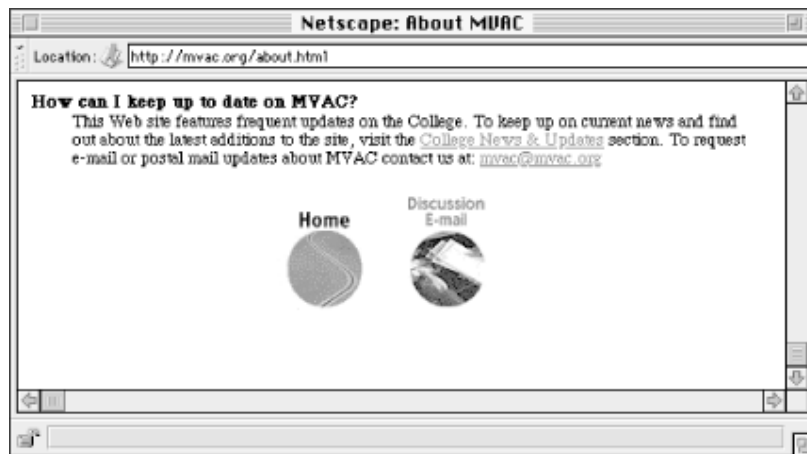 Netscape: About MVAC
Location: http://mvac.org/about.html
How can I keep up to date on MVAC?
This Web site features frequent updates on the College. To keep up on current news and find
out about the latest additions to the site, visit the College News & Updates section. To request
e-mail or postal mail updates about MVAC contact us at: mvac@mvac.org
Discussion
Home E-mail